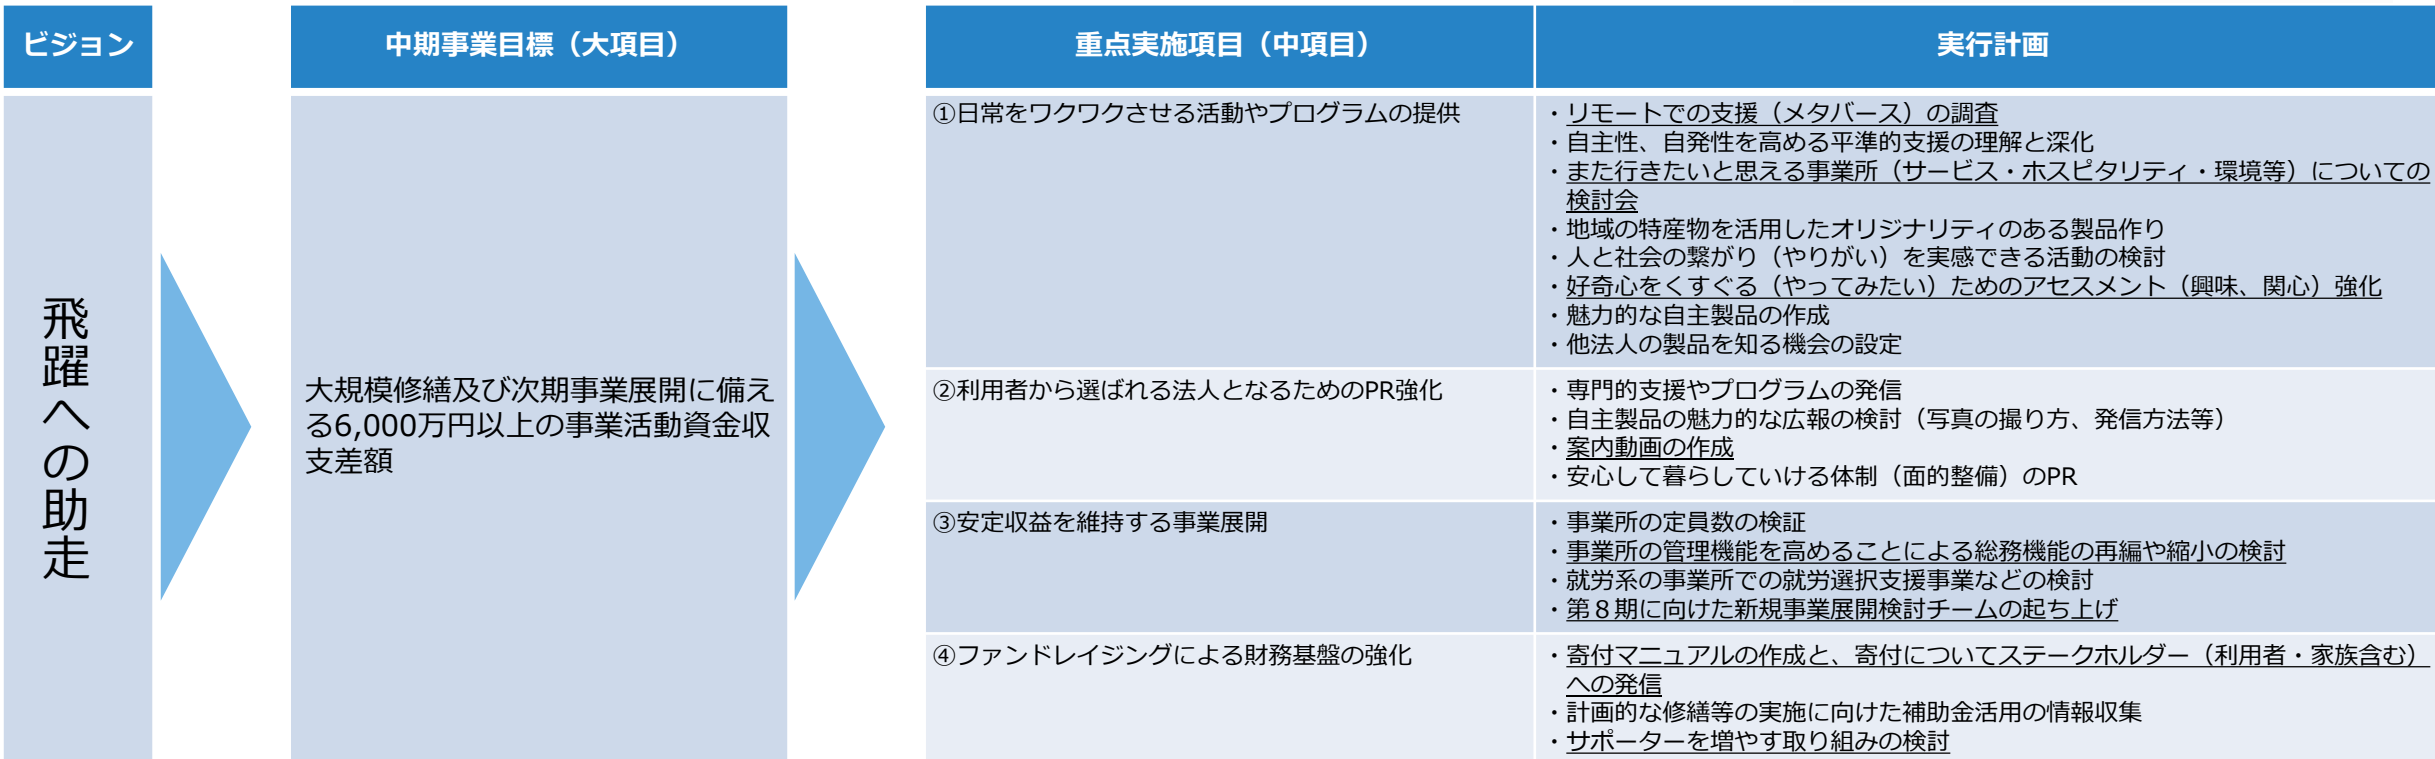 ビジョン
中期事業目標（大項目）
重点実施項目（中項目）
実行計画
飛躍への助走
大規模修繕及び次期事業展開に備え
る6,000万円以上の事業活動資金収
支差額
①日常をワクワクさせる活動やプログラムの提供
・リモートでの支援（メタバース）の調査
・自主性、自発性を高める平準的支援の理解と深化
・また行きたいと思える事業所（サービス・ホスピタリティ・環境等）についての
検討会
・地域の特産物を活用したオリジナリティのある製品作り
・人と社会の繋がり（やりがい）を実感できる活動の検討
・好奇心をくすぐる（やってみたい）ためのアセスメント（興味、関心）強化
・魅力的な自主製品の作成
・他法人の製品を知る機会の設定
②利用者から選ばれる法人となるためのPR強化
・専門的支援やプログラムの発信
・自主製品の魅力的な広報の検討（写真の撮り方、発信方法等）
・案内動画の作成
・安心して暮らしていける体制（面的整備）のPR
③安定収益を維持する事業展開
・事業所の定員数の検証
・事業所の管理機能を高めることによる総務機能の再編や縮小の検討
・就労系の事業所での就労選択支援事業などの検討
・第８期に向けた新規事業展開検討チームの起ち上げ
④ファンドレイジングによる財務基盤の強化
・寄付マニュアルの作成と、寄付についてステークホルダー（利用者・家族含む）
への発信
・計画的な修繕等の実施に向けた補助金活用の情報収集
・サポーターを増やす取り組みの検討